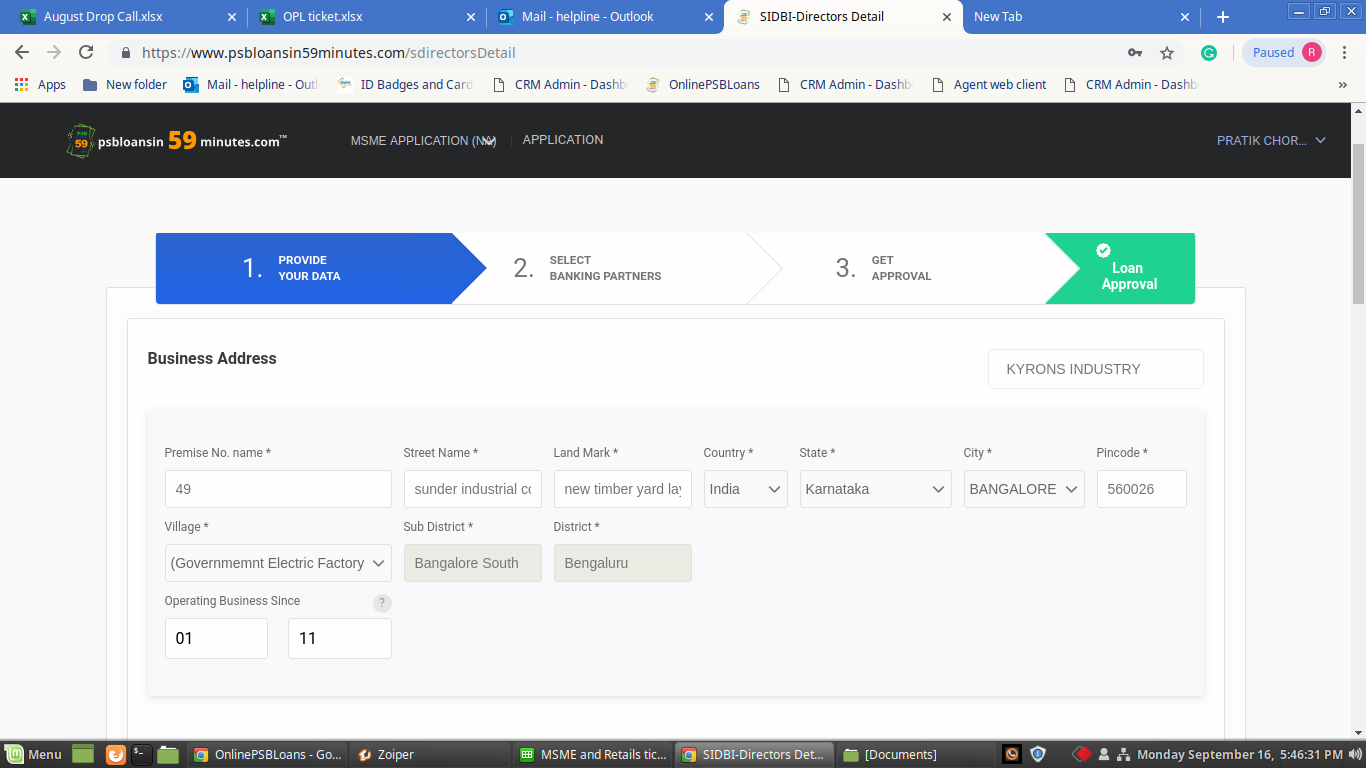 August Drop Call.xlsx
OPL ticket.xlsx
Mail - helpline - Outlook
SIDBI-Directors Detail
New Tab
https://www.psbloansin59minutes.com/sdirectorsDetail
Paused R
Apps
New folder
Mail - helpline - Outl
ID Badges and Card
CRM Admin - Dashb
OnlinePSBLoans
CRM Admin - Dashb
Agent web client
CRM Admin - Dashb
»
psbloansin 59 minutes.com™
MSME APPLICATION
APPLICATION
PRATIK CHOR...
1. PROVIDE
YOUR DATA
2. SELECT
BANKING PARTNERS
3. GET
APPROVAL
Loan
Approval
Business Address
KYRONS INDUSTRY
Premise No. name * Street Name * Land Mark * Country * State * City * Pincode *
49 sunder industrial co new timber yard lay India Karnataka BANGALORE 560026
Village * Sub District * District *
(Governmemnt Electric Factory Bangalore South Bengaluru
Operating Business Since ?
01 11
Menu
OnlinePSBLoans - Go...
Zoiper
MSME and Retails tic...
SIDBI-Directors Det...
[Documents]
Monday September 16, 5:46:31 PM